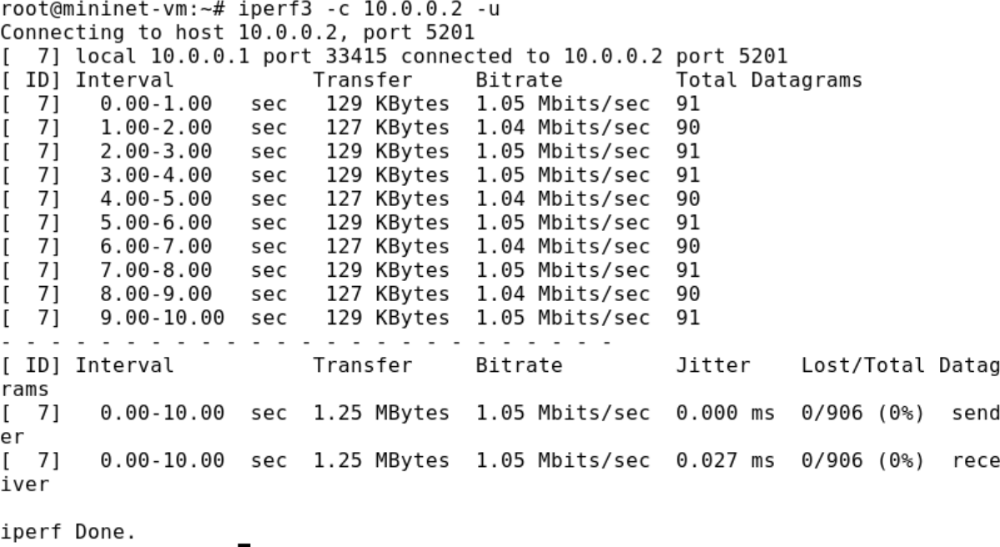 root@mininet-vm:~# iperf3 -c 10.0.0.2 -u
Connecting to host 10.0.0.2, port 5201
[  7] local 10.0.0.1 port 33415 connected to 10.0.0.2 port 5201
[ ID] Interval           Transfer     Bitrate         Total Datagrams
[  7]   0.00-1.00   sec   129 KBytes  1.05 Mbits/sec  91
[  7]   1.00-2.00   sec   127 KBytes  1.04 Mbits/sec  90
[  7]   2.00-3.00   sec   129 KBytes  1.05 Mbits/sec  91
[  7]   3.00-4.00   sec   129 KBytes  1.05 Mbits/sec  91
[  7]   4.00-5.00   sec   127 KBytes  1.04 Mbits/sec  90
[  7]   5.00-6.00   sec   129 KBytes  1.05 Mbits/sec  91
[  7]   6.00-7.00   sec   127 KBytes  1.04 Mbits/sec  90
[  7]   7.00-8.00   sec   129 KBytes  1.05 Mbits/sec  91
[  7]   8.00-9.00   sec   127 KBytes  1.04 Mbits/sec  90
[  7]   9.00-10.00  sec   129 KBytes  1.05 Mbits/sec  91
- - - - - - - - - - - - - - - - - - - - - - - - -
[ ID] Interval           Transfer     Bitrate         Jitter    Lost/Total Datag
rams
[  7]   0.00-10.00  sec  1.25 MBytes  1.05 Mbits/sec  0.000 ms  0/906 (0%)  send
er
[  7]   0.00-10.00  sec  1.25 MBytes  1.05 Mbits/sec  0.027 ms  0/906 (0%)  rece
iver

iperf Done.